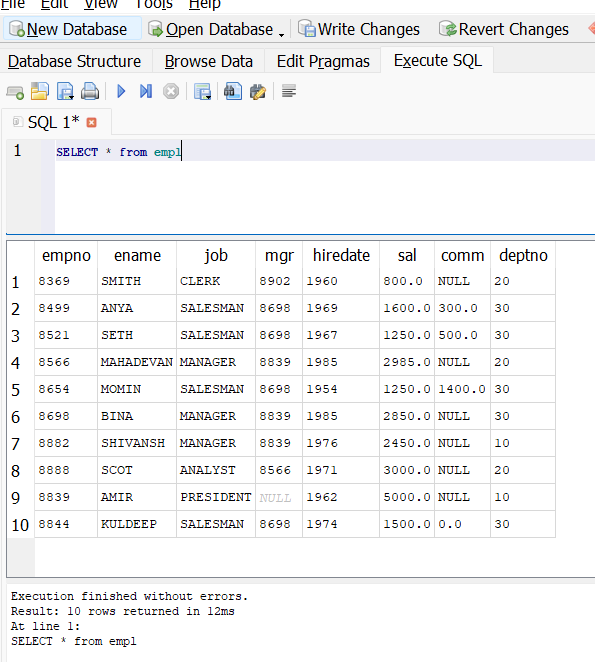 File Edit View Tools Help
New Database Open Database Write Changes Revert Changes
Database Structure Browse Data Edit Pragmas Execute SQL
SQL 1*
1 SELECT * from empl
empno ename job mgr hiredate sal comm deptno
1 8369 SMITH CLERK 8902 1960 800.0 NULL 20
2 8499 ANYA SALESMAN 8698 1969 1600.0 300.0 30
3 8521 SETH SALESMAN 8698 1967 1250.0 500.0 30
4 8566 MAHADEVAN MANAGER 8839 1985 2985.0 NULL 20
5 8654 MOMIN SALESMAN 8698 1954 1250.0 1400.0 30
6 8698 BINA MANAGER 8839 1985 2850.0 NULL 30
7 8882 SHIVANSH MANAGER 8839 1976 2450.0 NULL 10
8 8888 SCOT ANALYST 8566 1971 3000.0 NULL 20
9 8839 AMIR PRESIDENT NULL 1962 5000.0 NULL 10
10 8844 KULDEEP SALESMAN 8698 1974 1500.0 0.0 30
Execution finished without errors.
Result: 10 rows returned in 12ms
At line 1:
SELECT * from empl